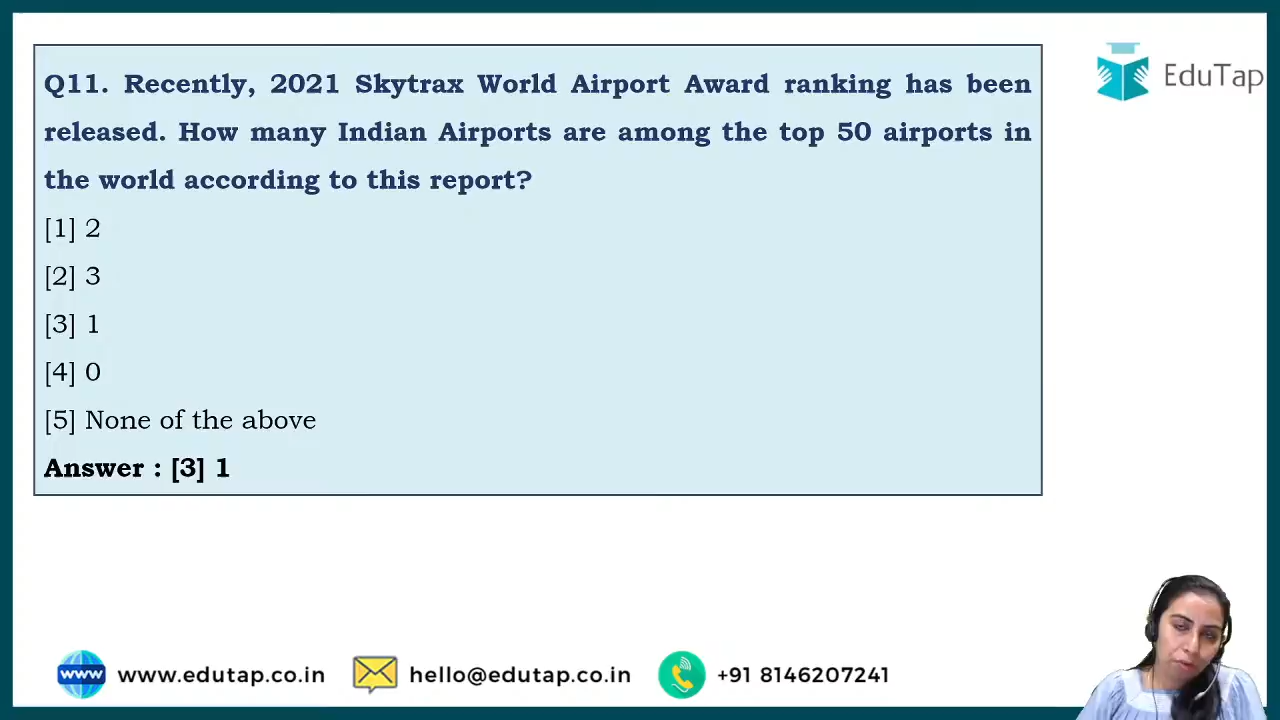 Q11. Recently, 2021 Skytrax World Airport Award ranking has been
released. How many Indian Airports are among the top 50 airports in
the world according to this report?
[1] 2
[2] 3
[3] 1
[4] 0
[5] None of the above
Answer : [3] 1
EduTap
www www.edutap.co.in hello@edutap.co.in +91 8146207241